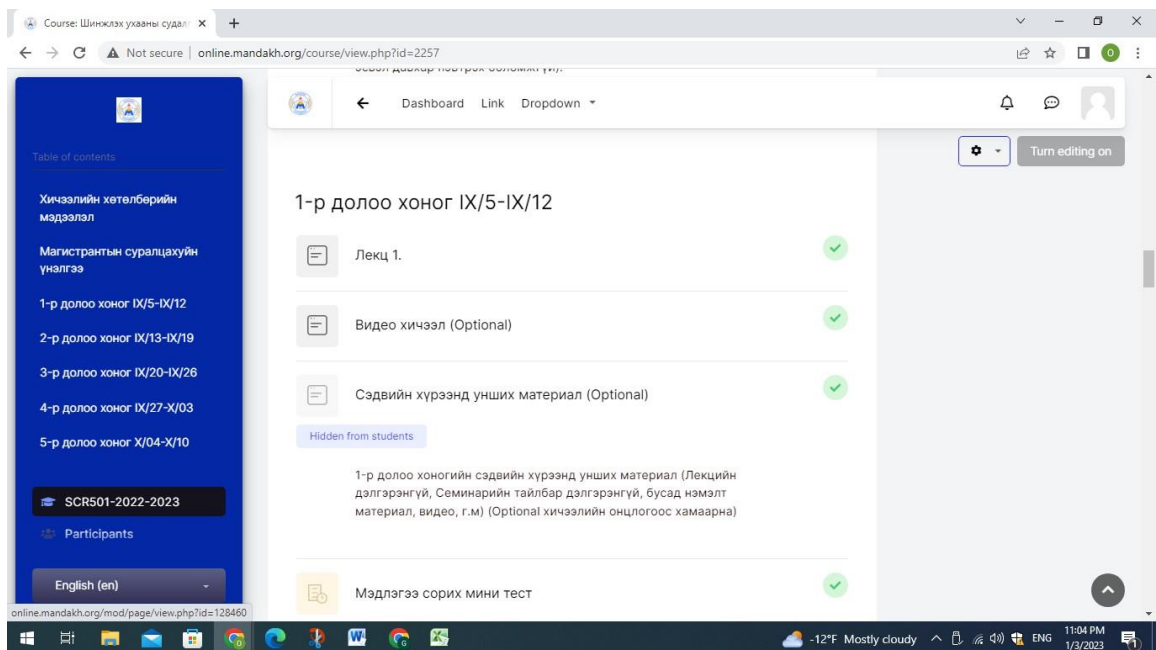 Course: Шинжлэх ухааны судал
Not secure | online.mandakh.org/course/view.php?id=2257
Dashboard Link Dropdown
Turn editing on
Table of contents
Хичээлийн хөтөлбөрийн
мэдээлэл
Магистрантын суралцахуйн
үнэлгээ
1-р долоо хоног IX/5-IX/12
2-р долоо хоног IX/13-IX/19
3-р долоо хоног IX/20-IX/26
4-р долоо хоног IX/27-X/03
5-р долоо хоног X/04-X/10
SCR501-2022-2023
Participants
English (en)
online.mandakh.org/mod/page/view.php?id=128460
1-р долоо хоног IX/5-IX/12
Лекц 1.
Видео хичээл (Optional)
Сэдвийн хүрээнд унших материал (Optional)
Hidden from students
1-р долоо хоногийн сэдвийн хүрээнд унших материал (Лекцийн
дэлгэрэнгүй, Семинарийн тайлбар дэлгэрэнгүй, бусад нэмэлт
материал, видео, г.м) (Optional хичээлийн онцлогоос хамаарна)
Мэдлэгээ сорих мини тест
-12°F Mostly cloudy
ENG
11:04 PM
1/3/2023